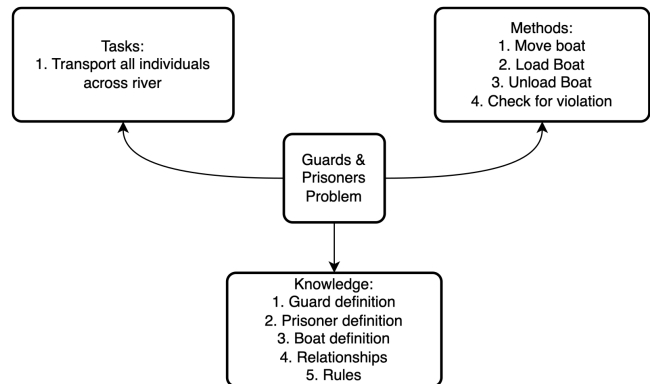 Tasks:
1. Transport all individuals
across river
Methods:
1. Move boat
2. Load Boat
3. Unload Boat
4. Check for violation
Guards &
Prisoners
Problem
Knowledge:
1. Guard definition
2. Prisoner definition
3. Boat definition
4. Relationships
5. Rules